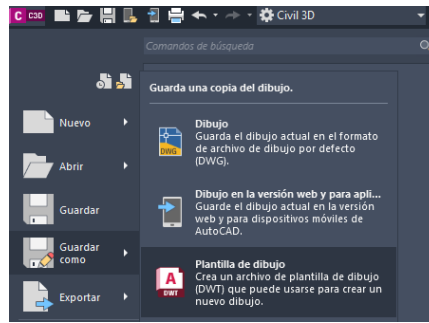 C C3D Civil 3D
Comandos de búsqueda
Guarda una copia del dibujo.
Nuevo
Abrir
Guardar
Guardar
como
Exportar
Dibujo
Guarda el dibujo actual en el formato
de archivo de dibujo por defecto
(DWG).
DWG
Dibujo en la versión web y para apli...
Guarde el dibujo actual en la versión
web y para dispositivos móviles de
AutoCAD.
Plantilla de dibujo
Crea un archivo de plantilla de dibujo
(DWT) que puede usarse para crear un
nuevo dibujo.
A
DWT